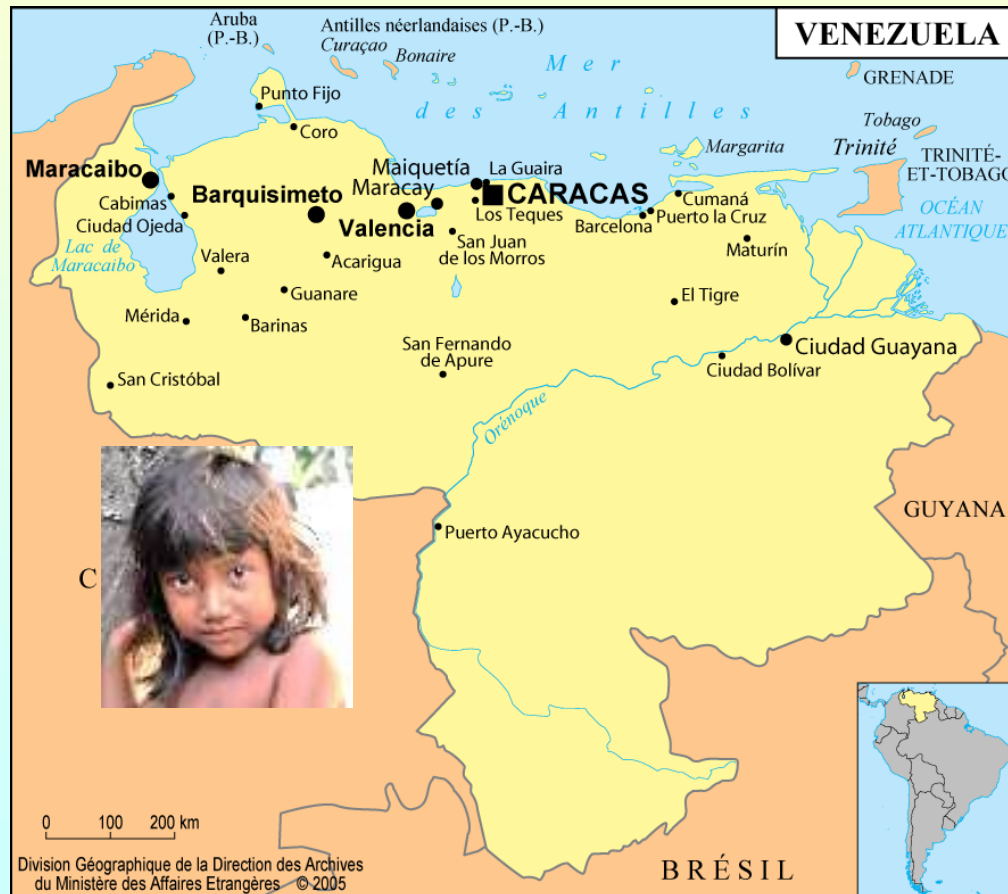 VENEZUELA
Aruba
(P.-B.)
Antilles néerlandaises (P.-B.)
Curaçao
Bonaire
Mer
des Antilles
GRENADE
Tobago
Trinité
TRINITÉ-
ET-TOBAGO
OCÉAN
ATLANTIQUE
Margarita
Punto Fijo
Coro
Maracaibo
Cabimas
Ciudad Ojeda
Lac de
Maracaibo
Barquisimeto
Maiquetía
La Guaira
Maracay
CARACAS
Valencia
Los Teques
San Juan
de los Morros
Cumaná
Puerto la Cruz
Barcelona
Maturín
Valera
Acarigua
Guanare
El Tigre
Mérida
Barinas
San Fernando
de Apure
Ciudad Guayana
Ciudad Bolívar
San Cristóbal
Orénoque
Puerto Ayacucho
GUYANA
C
BRÉSIL
0 100 200 km
Division Géographique de la Direction des Archives
du Ministère des Affaires Etrangères © 2005